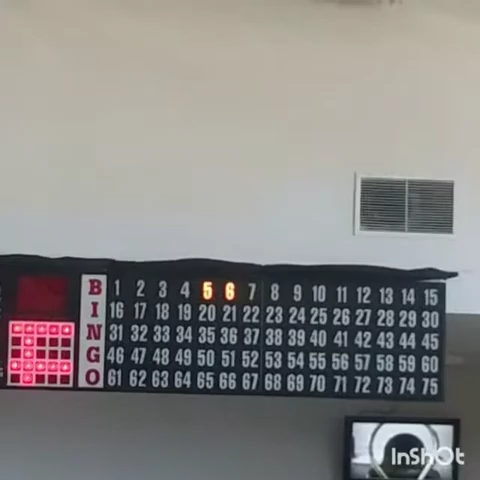 B 1 2 3 4 5 6 7 8 9 10 11 12 13 14 15
I 16 17 18 19 20 21 22 23 24 25 26 27 28 29 30
N 31 32 33 34 35 36 37 38 39 40 41 42 43 44 45
G 46 47 48 49 50 51 52 53 54 55 56 57 58 59 60
O 61 62 63 64 65 66 67 68 69 70 71 72 73 74 75
InShOt